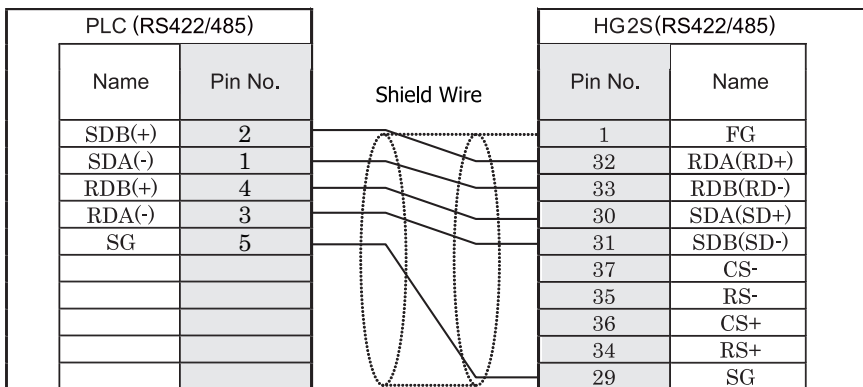 PLC (RS422/485) HG2S(RS422/485)
Name Pin No. Shield Wire Pin No. Name
SDB(+) 2 1 FG
SDA(-) 1 32 RDA(RD+)
RDB(+) 4 33 RDB(RD-)
RDA(-) 3 30 SDA(SD+)
SG 5 31 SDB(SD-)
37 CS-
35 RS-
36 CS+
34 RS+
29 SG